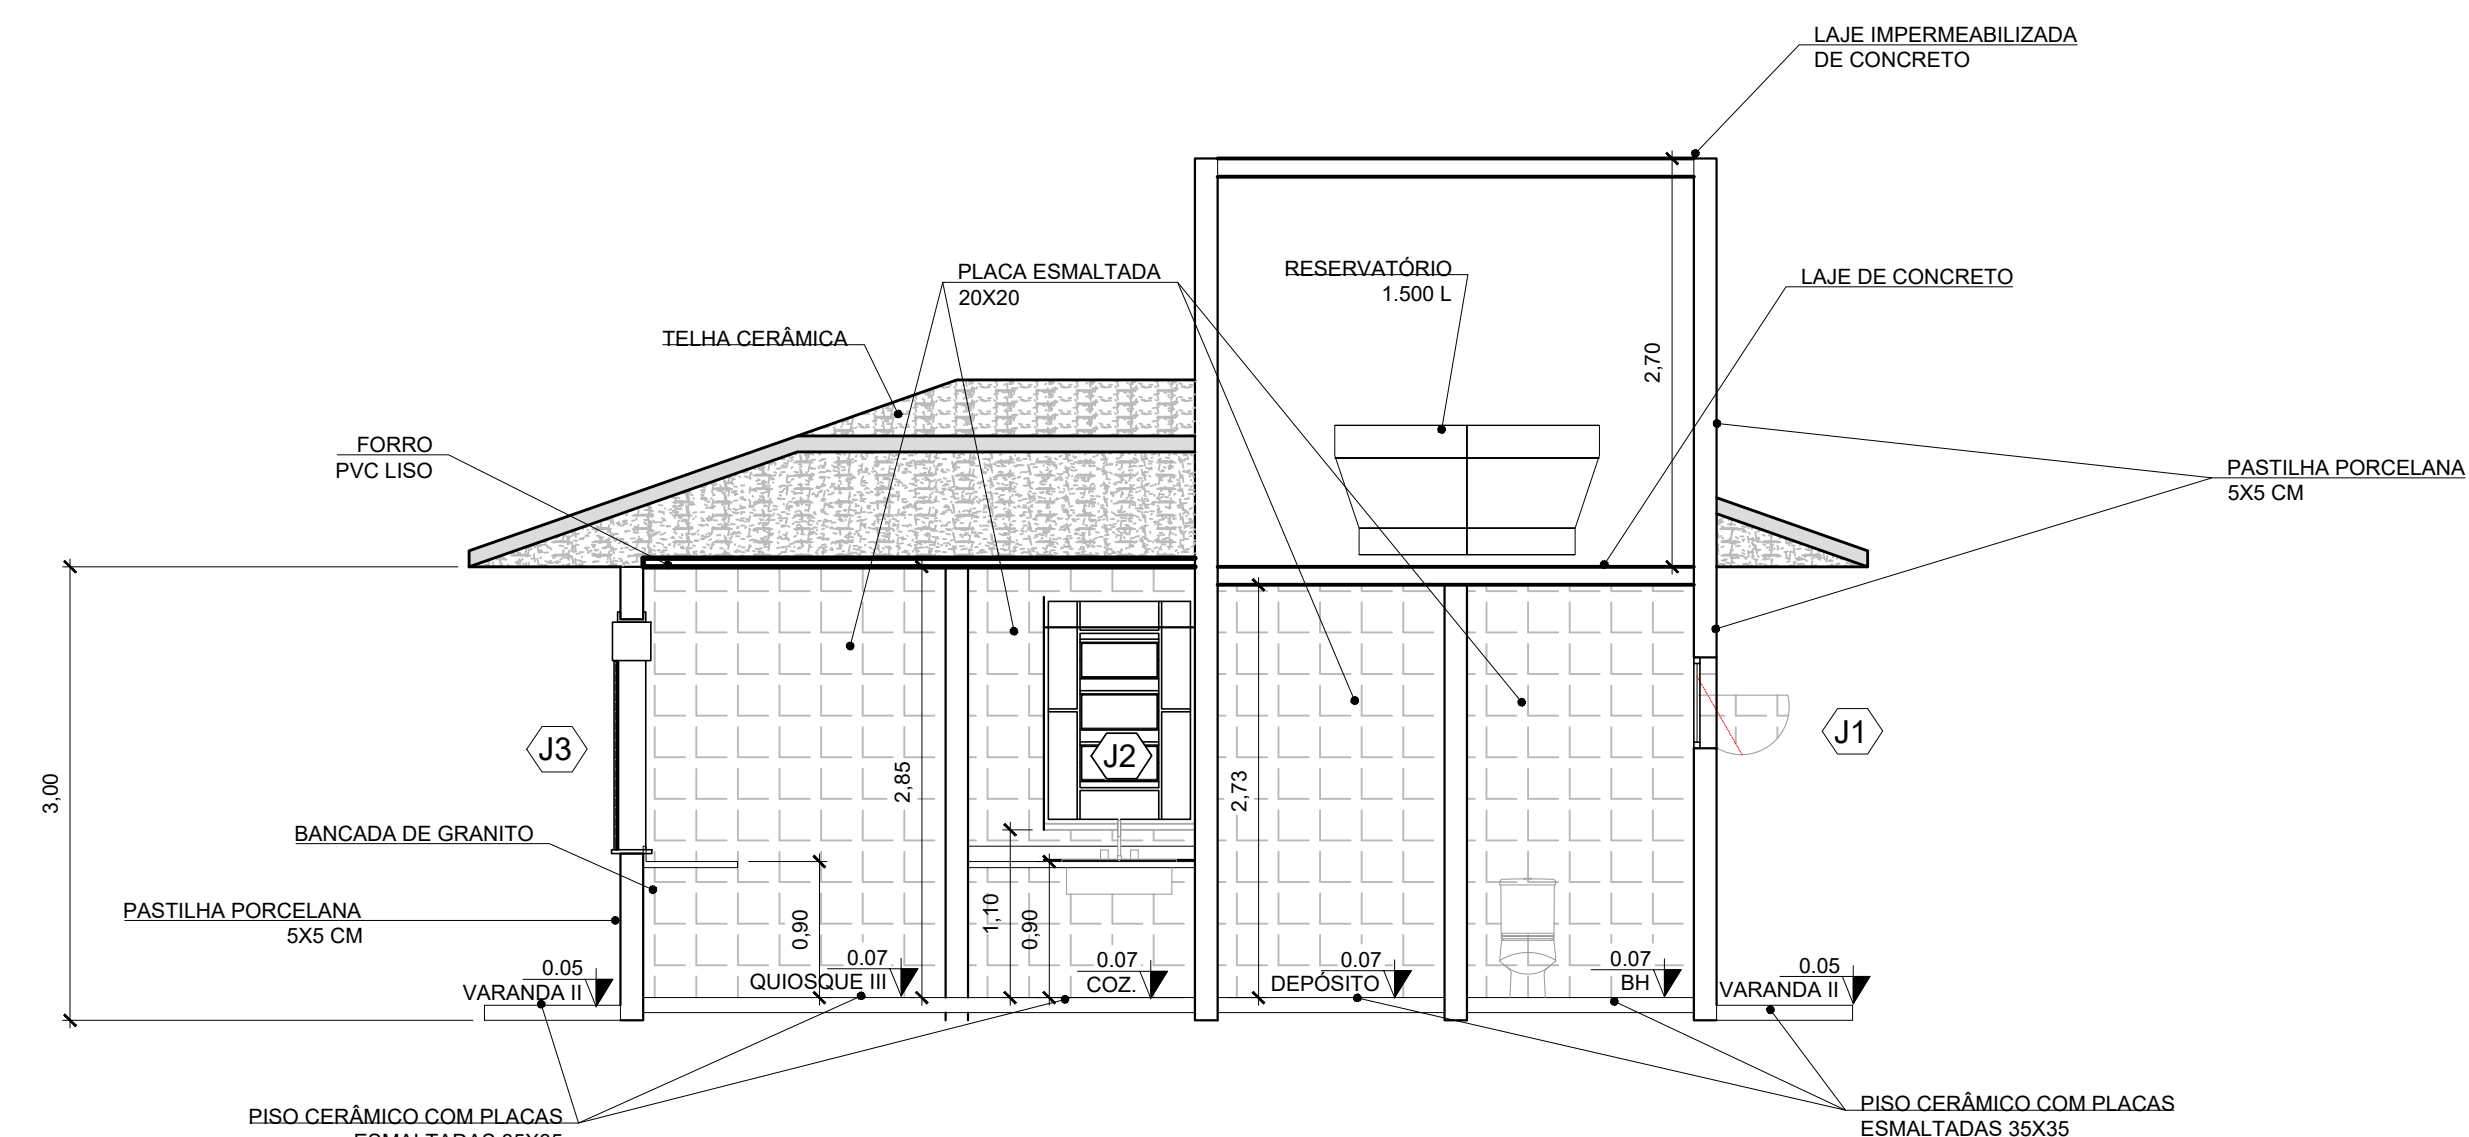 LAJE IMPERMEABILIZADA
DE CONCRETO
PLACA ESMALTADA
20X20
RESERVATÓRIO
1.500 L
LAJE DE CONCRETO
TELHA CERÂMICA
2,70
FORRO
PVC LISO
PASTILHA PORCELANA
5X5 CM
J3
J2
J1
3,00
2,85
2,73
BANCADA DE GRANITO
PASTILHA PORCELANA
5X5 CM
0,90
1,10
0,90
0.05
VARANDA II
0.07
QUIOSQUE III
0.07
COZ.
0.07
DEPÓSITO
0.07
BH
0.05
VARANDA II
PISO CERÂMICO COM PLACAS
PISO CERÂMICO COM PLACAS
ESMALTADAS 35X35